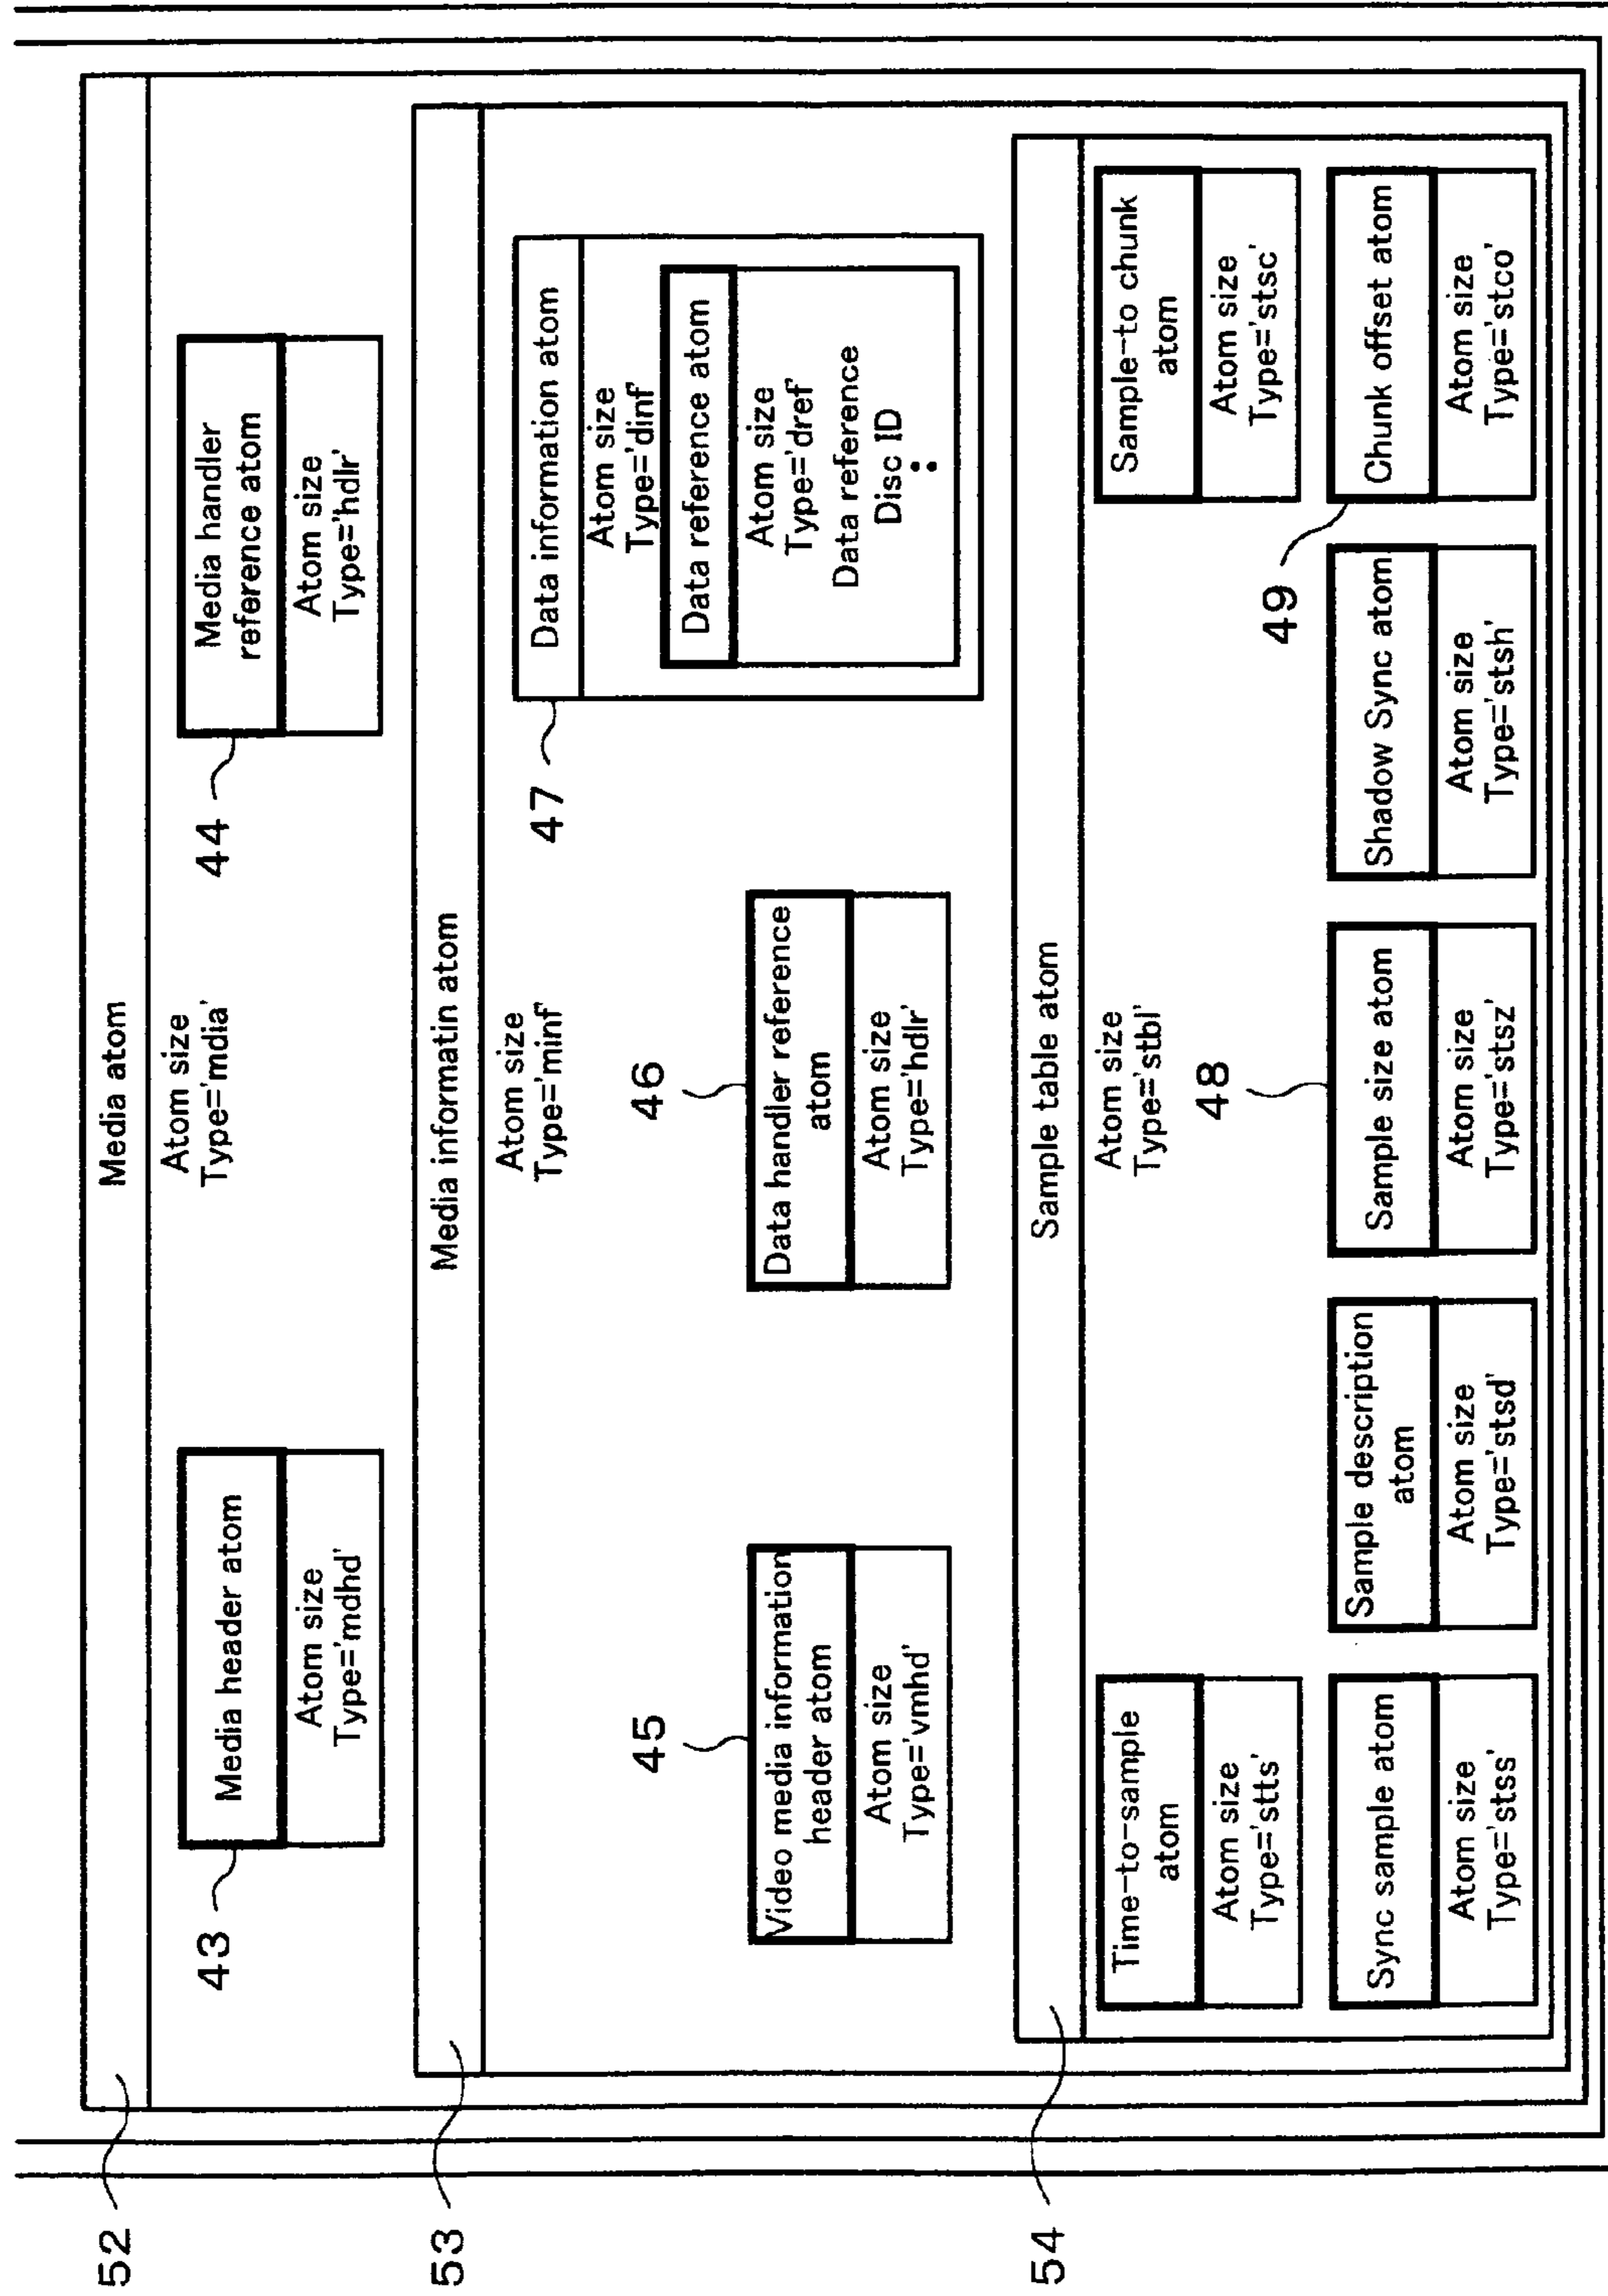 52
Media atom
Atom size
Type='mdia'
43
Media header atom
Atom size
Type='mdhd'
44
Media handler
reference atom
Atom size
Type='hdlr'
53
Media informatin atom
Atom size
Type='minf'
45
Video media information
header atom
Atom size
Type='vmhd'
46
Data handler reference
atom
Atom size
Type='hdlr'
47
Data information atom
Atom size
Type='dinf'
Data reference atom
Atom size
Type='dref'
Data reference
Disc ID
54
Sample table atom
Atom size
Type='stbl'
Time-to-sample
atom
Atom size
Type='stts'
Sample-to chunk
atom
Atom size
Type='stsc'
Sync sample atom
Atom size
Type='stss'
Sample description
atom
Atom size
Type='stsd'
48
Sample size atom
Atom size
Type='stsz'
Shadow Sync atom
Atom size
Type='stsh'
49
Chunk offset atom
Atom size
Type='stco'